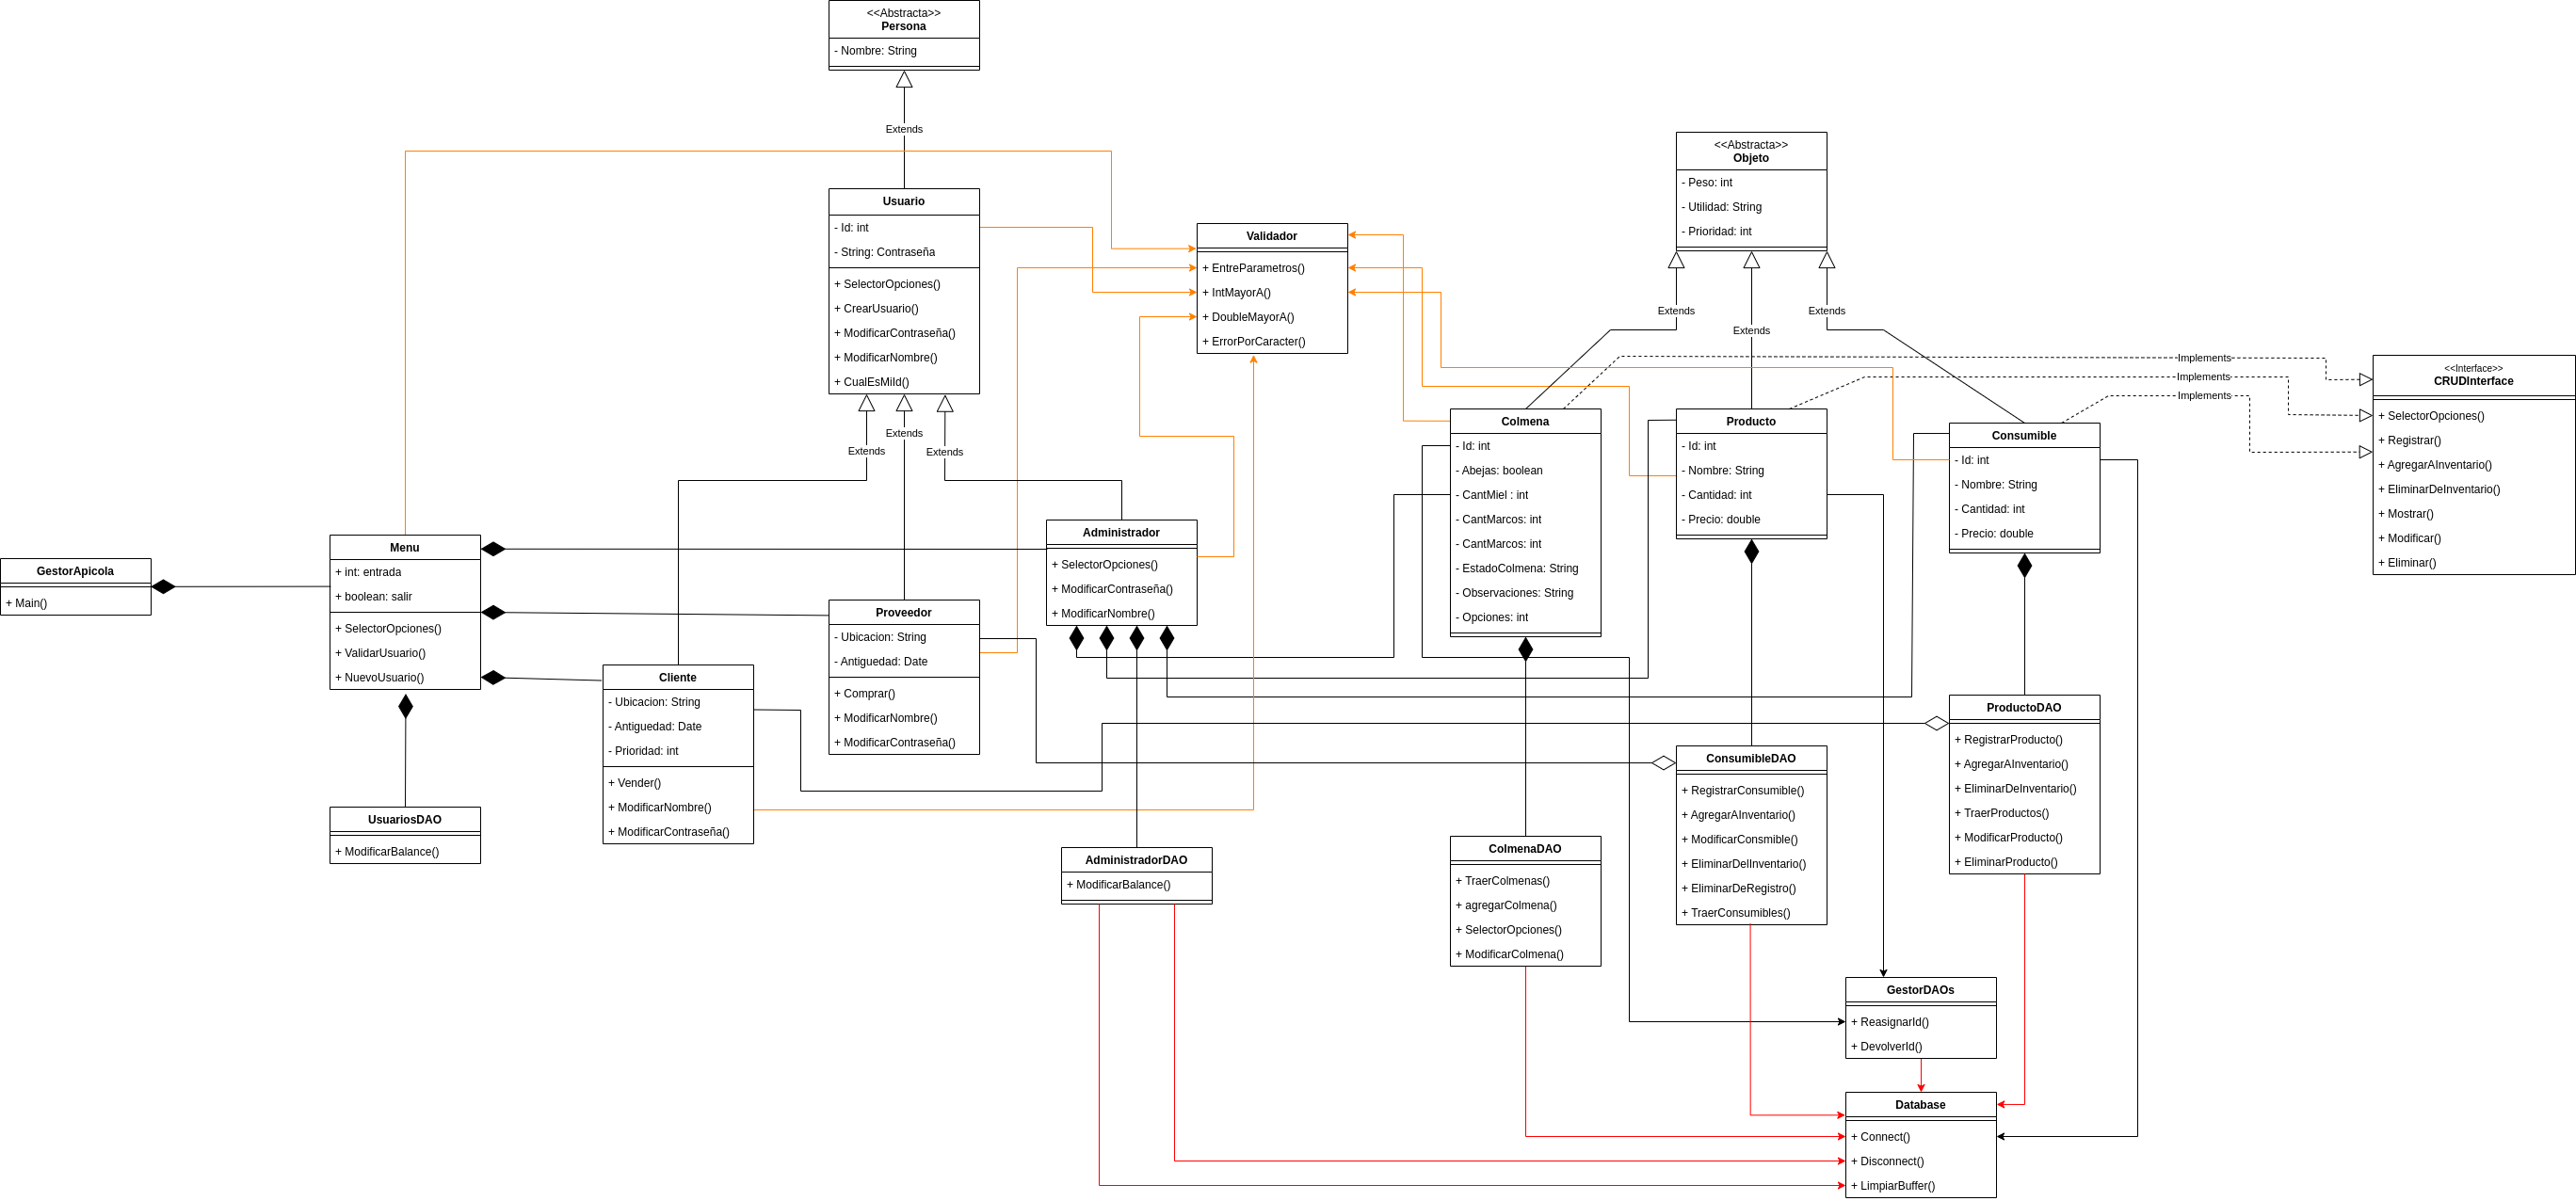 <<Abstracta>>
Persona
- Nombre: String
Extends
Usuario
- Id: int
- String: Contraseña
+ SelectorOpciones()
+ CrearUsuario()
+ ModificarContraseña()
+ ModificarNombre()
+ CualEsMiId()
Validador
+ EntreParametros()
+ IntMayorA()
+ DoubleMayorA()
+ ErrorPorCaracter()
<<Abstracta>>
Objeto
- Peso: int
- Utilidad: String
- Prioridad: int
Extends
Extends
Extends
Implements
Implements
Implements
<<Interface>>
CRUDInterface
+ SelectorOpciones()
+ Registrar()
+ AgregarAInventario()
+ EliminarDeInventario()
+ Mostrar()
+ Modificar()
+ Eliminar()
Extends
Extends
Extends
Colmena
- Id: int
- Abejas: boolean
- CantMiel : int
- CantMarcos: int
- CantMarcos: int
- EstadoColmena: String
- Observaciones: String
- Opciones: int
Producto
- Id: int
- Nombre: String
- Cantidad: int
- Precio: double
Consumible
- Id: int
- Nombre: String
- Cantidad: int
- Precio: double
GestorApicola
+ Main()
Menu
+ int: entrada
+ boolean: salir
+ SelectorOpciones()
+ ValidarUsuario()
+ NuevoUsuario()
Administrador
+ SelectorOpciones()
+ ModificarContraseña()
+ ModificarNombre()
Proveedor
- Ubicacion: String
- Antiguedad: Date
+ Comprar()
+ ModificarNombre()
+ ModificarContraseña()
Cliente
- Ubicacion: String
- Antiguedad: Date
- Prioridad: int
+ Vender()
+ ModificarNombre()
+ ModificarContraseña()
UsuariosDAO
+ ModificarBalance()
AdministradorDAO
+ ModificarBalance()
ColmenaDAO
+ TraerColmenas()
+ agregarColmena()
+ SelectorOpciones()
+ ModificarColmena()
ConsumibleDAO
+ RegistrarConsumible()
+ AgregarAInventario()
+ ModificarConsmible()
+ EliminarDelInventario()
+ EliminarDeRegistro()
+ TraerConsumibles()
ProductoDAO
+ RegistrarProducto()
+ AgregarAInventario()
+ EliminarDeInventario()
+ TraerProductos()
+ ModificarProducto()
+ EliminarProducto()
GestorDAOs
+ ReasignarId()
+ DevolverId()
Database
+ Connect()
+ Disconnect()
+ LimpiarBuffer()